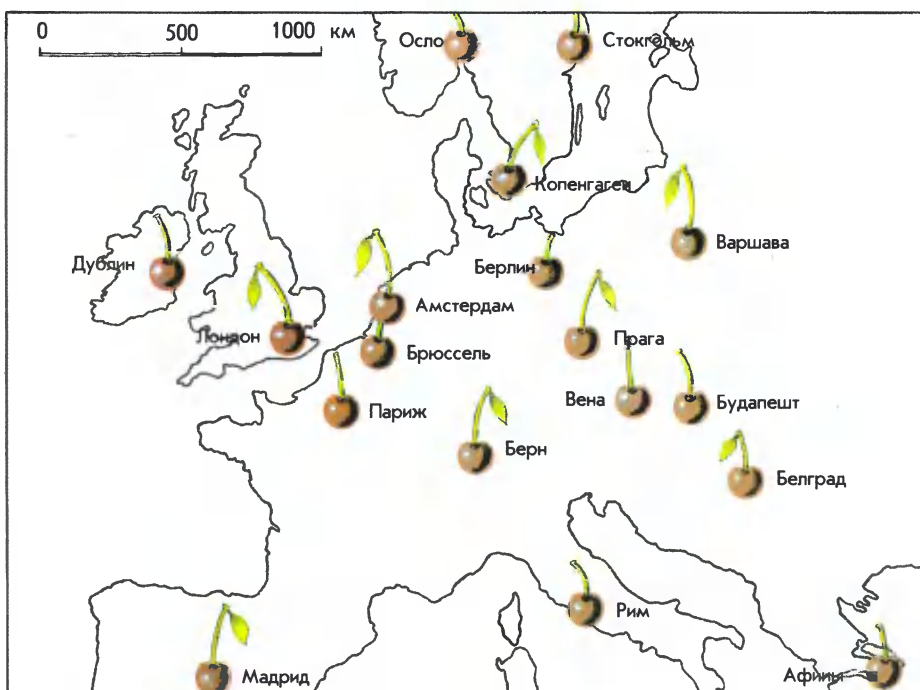 0 500 1000 км
Осло
Стокгольм
Копенгаген
Дублин
Берлин
Варшава
Амстердам
Лондон
Прага
Брюссель
Париж
Вена
Будапешт
Берн
Белград
Рим
Мадрид
Афины